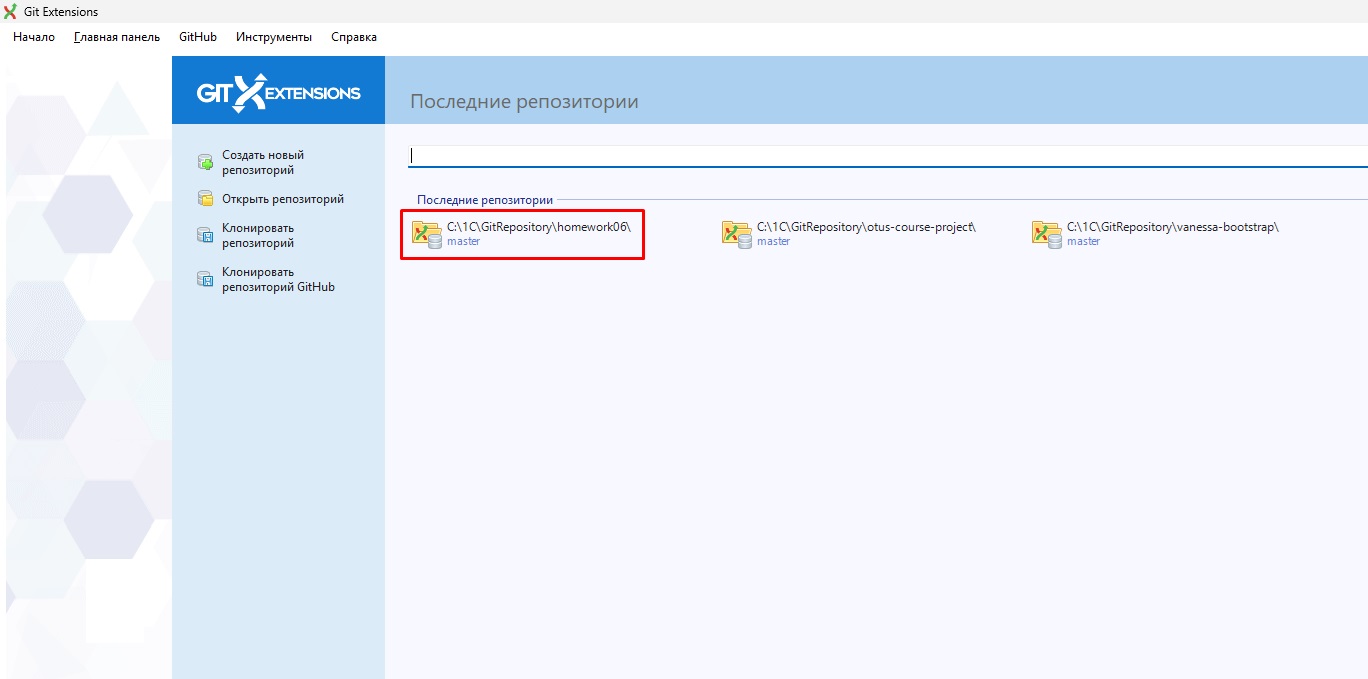 Git Extensions
Начало Главная панель GitHub Инструменты Справка
GIT EXTENSIONS
Последние репозитории
Создать новый
репозиторий
Открыть репозиторий
Клонировать
репозиторий
Клонировать
репозиторий GitHub
Последние репозитории
C:\1C\GitRepository\homework06\
master
C:\1C\GitRepository\otus-course-project\
master
C:\1C\GitRepository\vanessa-bootstrap\
master